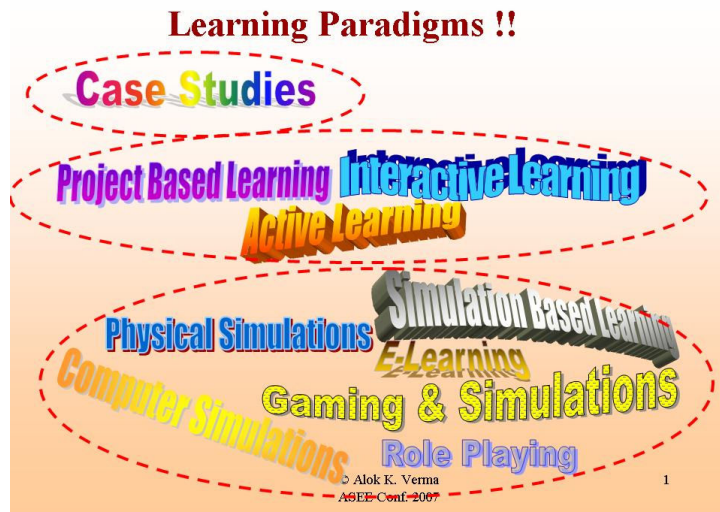 Learning Paradigms !!
Case Studies
Project Based Learning
Interactive Learning
Active Learning
Simulation Based Learning
Physical Simulations
E-Learning
Computer Simulations
Gaming & Simulations
Role Playing
© Alok K. Verma
ASEE Conf. 2007
1